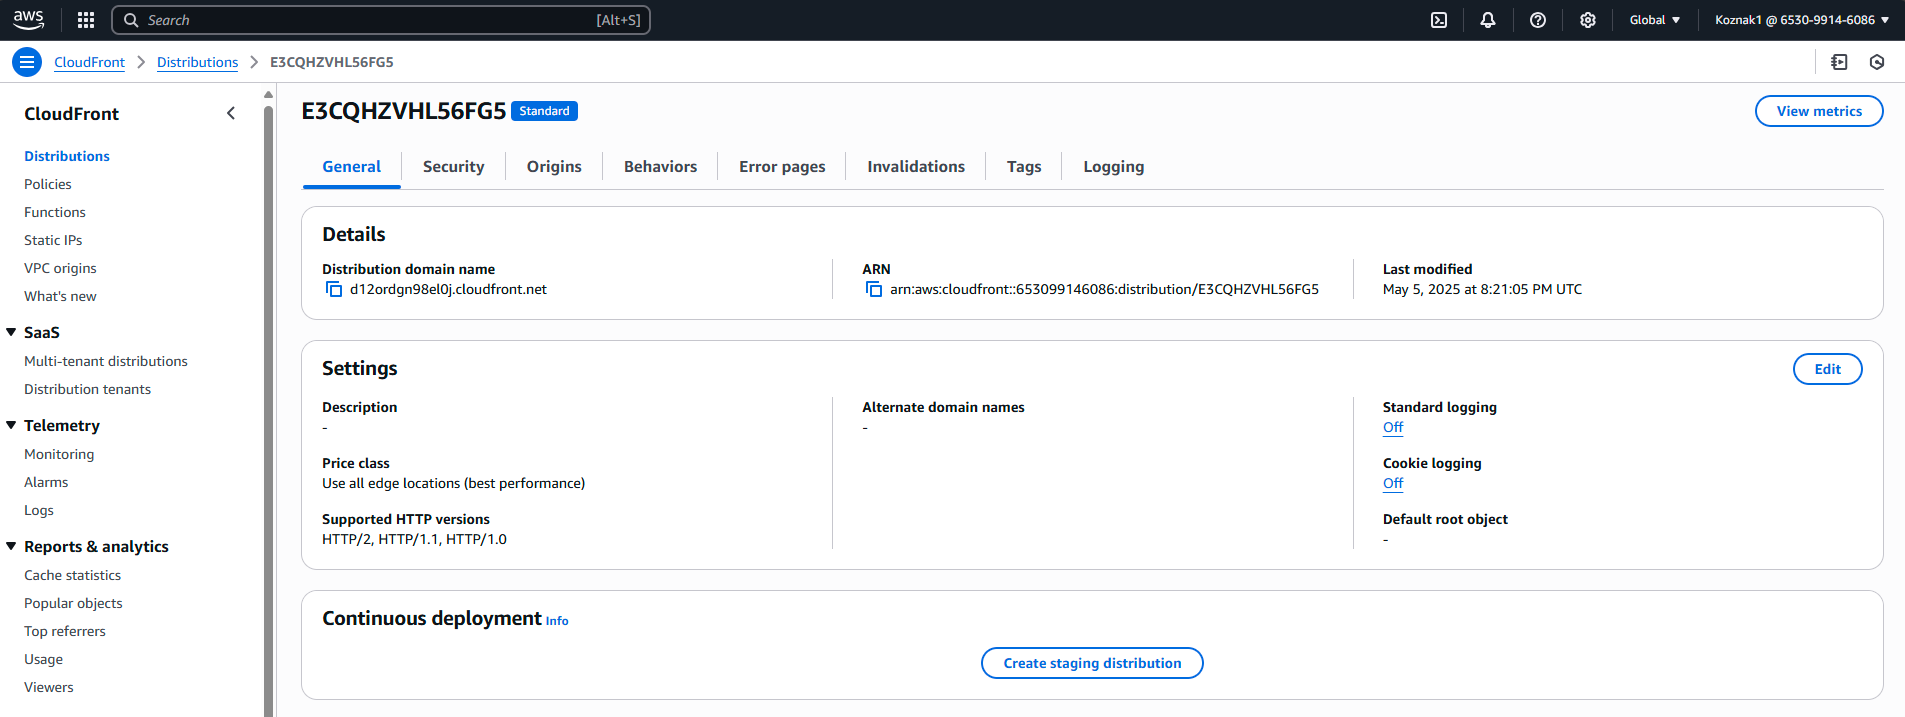 aws
Search
[Alt+S]
Global
Koznak1 @ 6530-9914-6086
CloudFront
Distributions
E3CQHZVHL56FG5
CloudFront
Distributions
Policies
Functions
Static IPs
VPC origins
What's new
SaaS
Multi-tenant distributions
Distribution tenants
Telemetry
Monitoring
Alarms
Logs
Reports & analytics
Cache statistics
Popular objects
Top referrers
Usage
Viewers
E3CQHZVHL56FG5 Standard
View metrics
General
Security
Origins
Behaviors
Error pages
Invalidations
Tags
Logging
Details
Distribution domain name
d12ordgn98el0j.cloudfront.net
ARN
arn:aws:cloudfront::653099146086:distribution/E3CQHZVHL56FG5
Last modified
May 5, 2025 at 8:21:05 PM UTC
Settings
Edit
Description
-
Price class
Use all edge locations (best performance)
Supported HTTP versions
HTTP/2, HTTP/1.1, HTTP/1.0
Alternate domain names
-
Standard logging
Off
Cookie logging
Off
Default root object
-
Continuous deployment Info
Create staging distribution